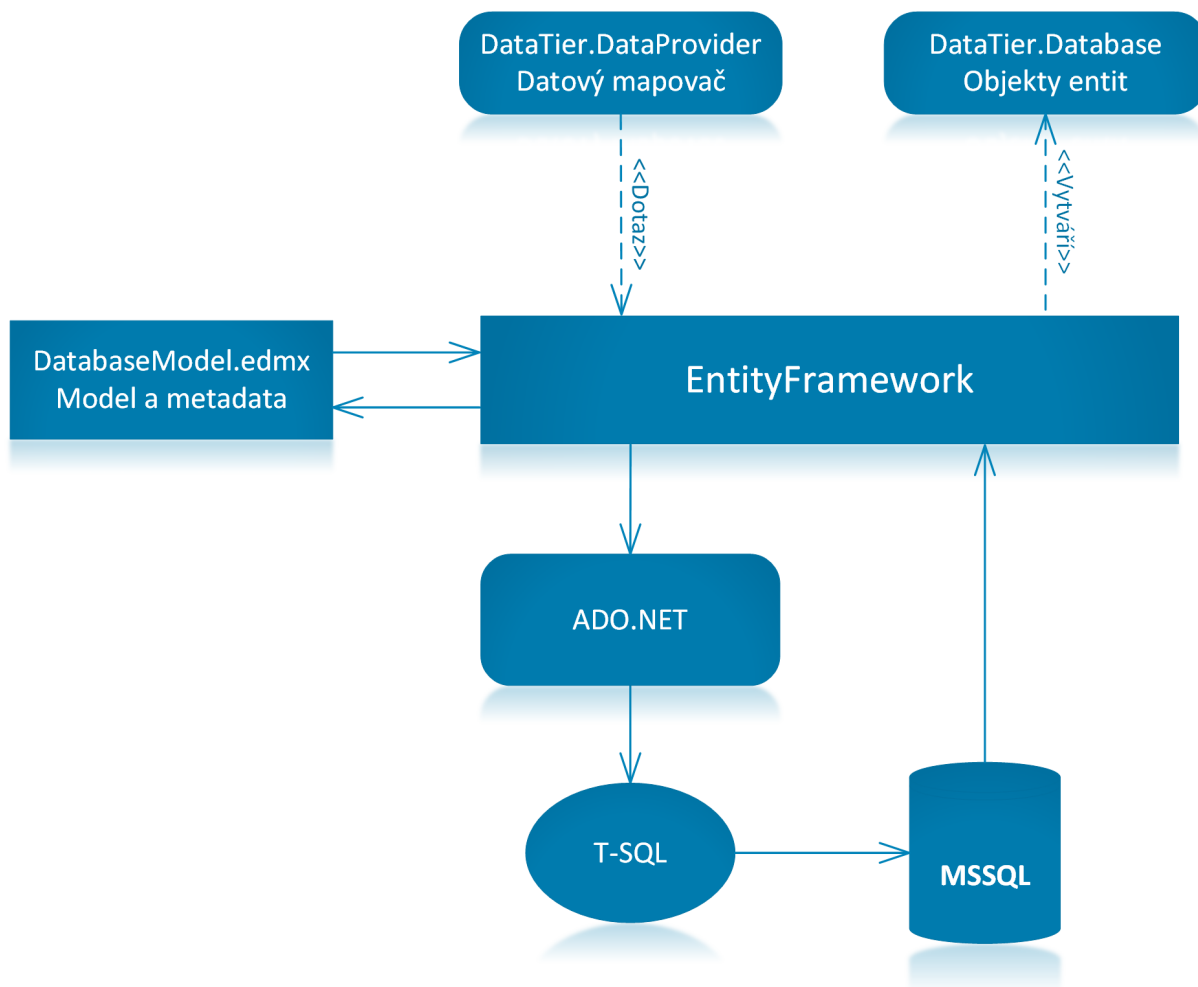 DataTier.DataProvider
Datový mapovač
DataTier.Database
Objekty entit
<<Dotaz>>
<<Vytváří>>
DatabaseModel.edmx
Model a metadata
EntityFramework
ADO.NET
T-SQL
MSSQL